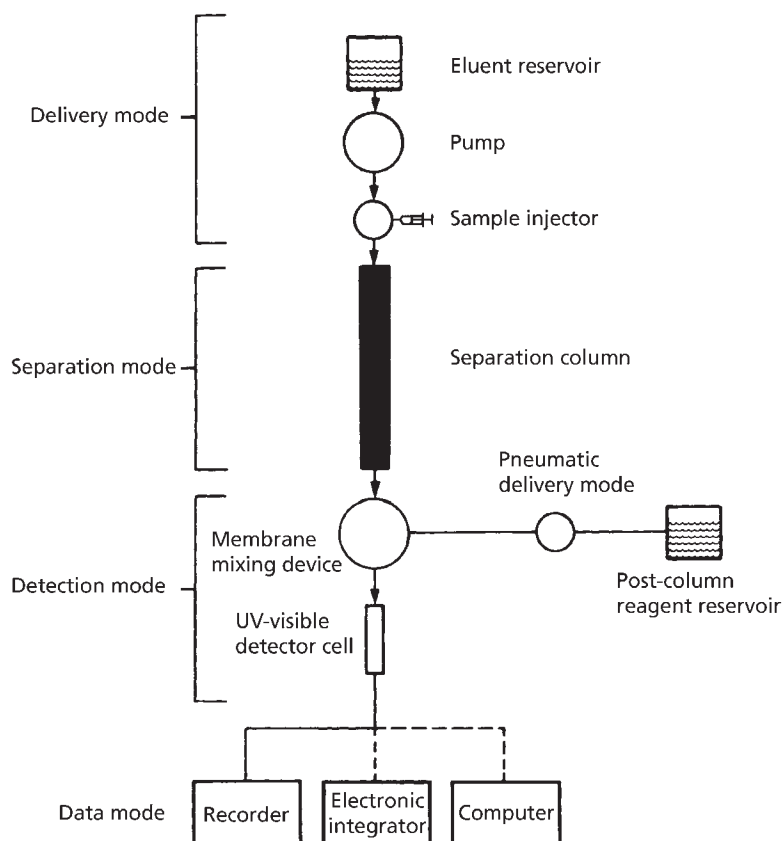 Eluent reservoir
Delivery mode
Pump
Sample injector
Separation mode
Separation column
Pneumatic
delivery mode
Membrane
mixing device
Detection mode
Post-column
reagent reservoir
UV-visible
detector cell
Data mode
Recorder
Electronic
integrator
Computer